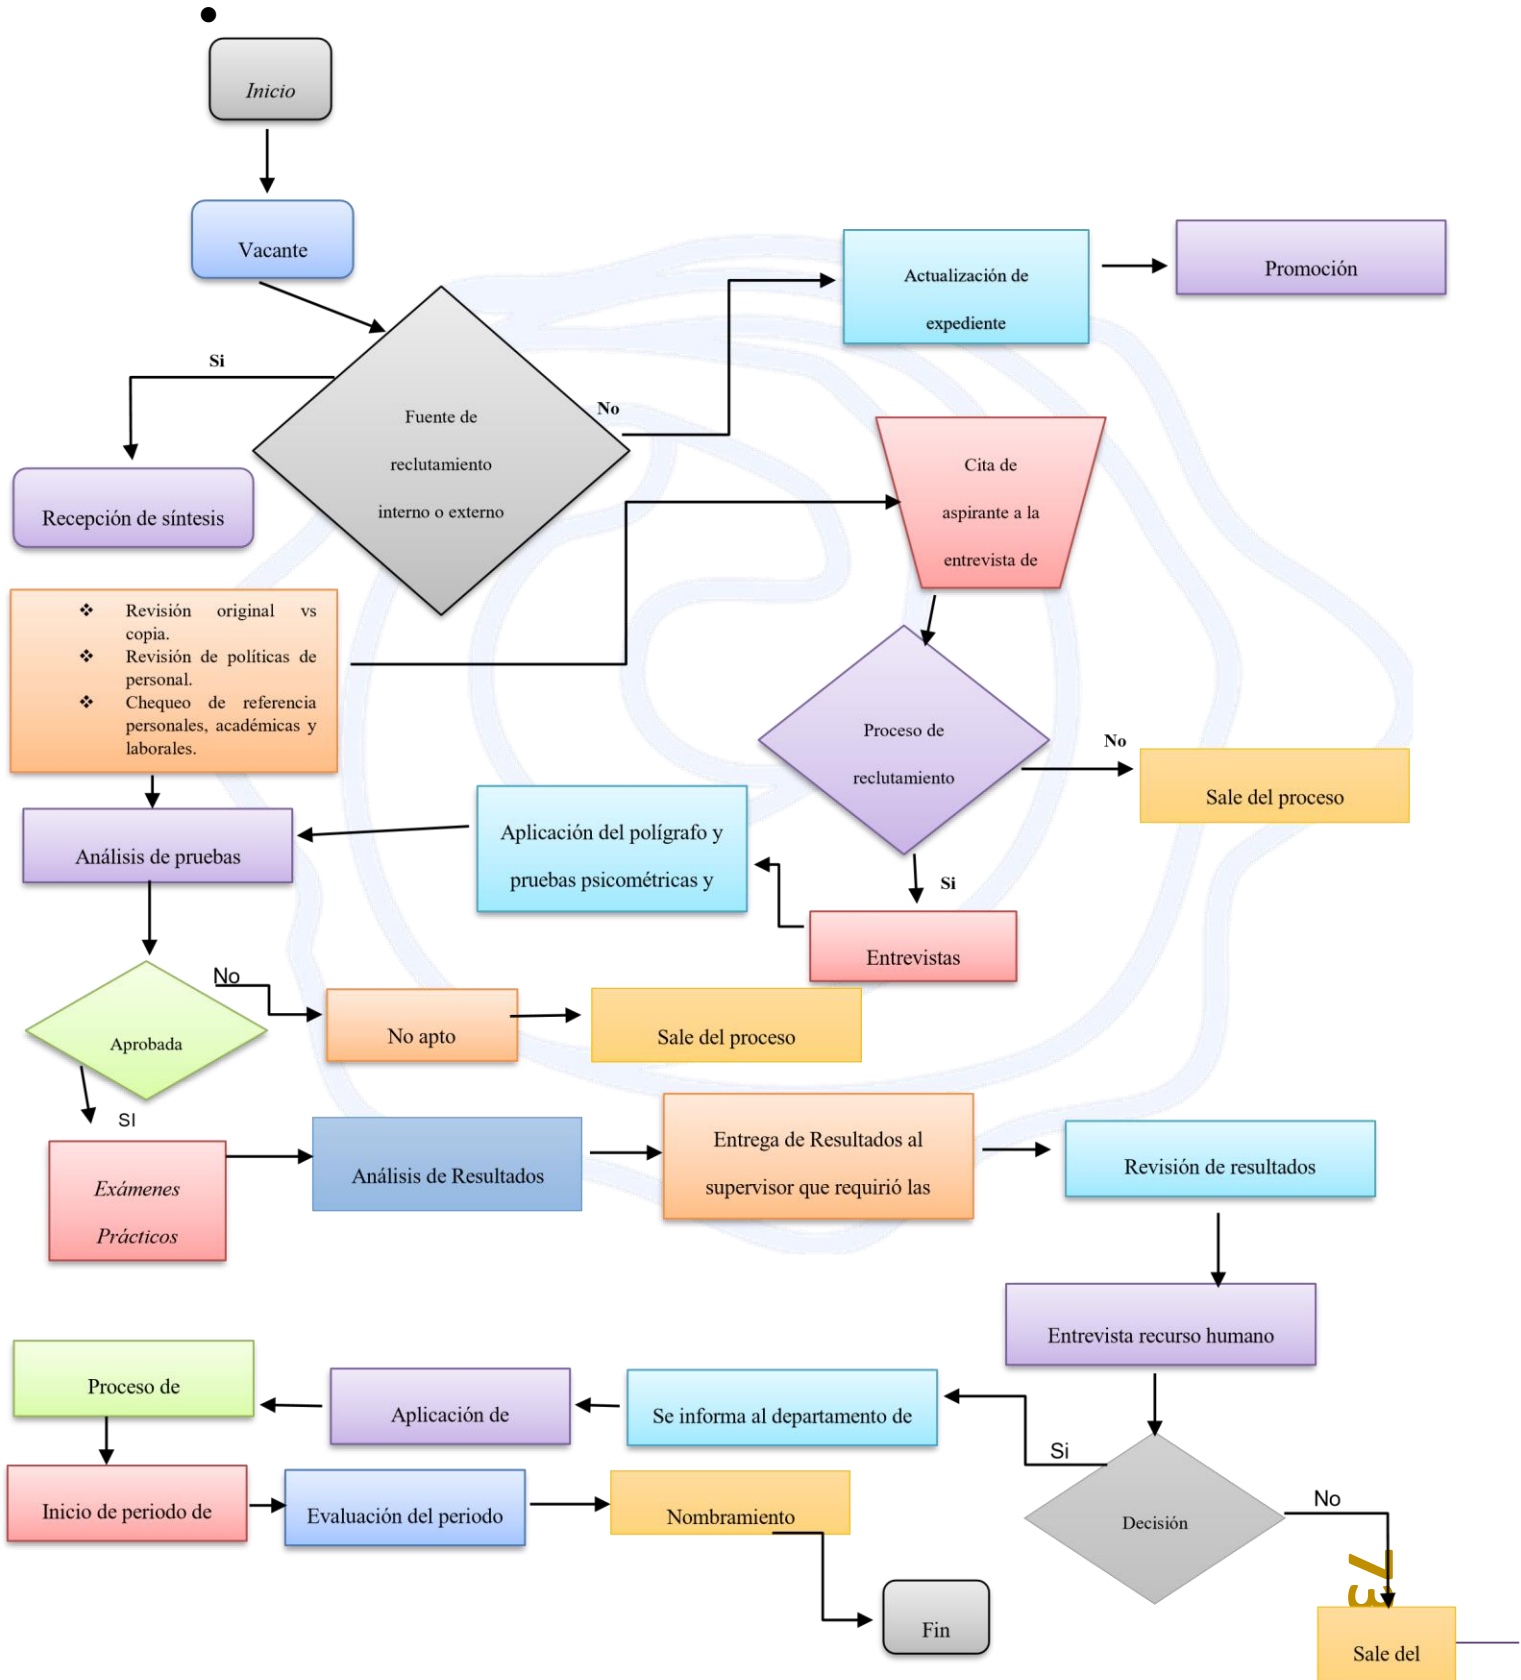 Inicio
Vacante
Actualización de
expediente
Promoción
Si
No
Fuente de
reclutamiento
interno o externo
Recepción de síntesis
Cita de
aspirante a la
entrevista de
❖ Revisión original vs
copia.
❖ Revisión de políticas de
personal.
❖ Chequeo de referencia
personales, académicas y
laborales.
Proceso de
reclutamiento
No
Sale del proceso
Si
Entrevistas
Aplicación del polígrafo y
pruebas psicométricas y
Análisis de pruebas
Aprobada
No
No apto
Sale del proceso
SI
Exámenes
Prácticos
Análisis de Resultados
Entrega de Resultados al
supervisor que requirió las
Revisión de resultados
Entrevista recurso humano
Decisión
Si
No
Se informa al departamento de
Aplicación de
Proceso de
Inicio de periodo de
Evaluación del periodo
Nombramiento
Fin
73
Sale del